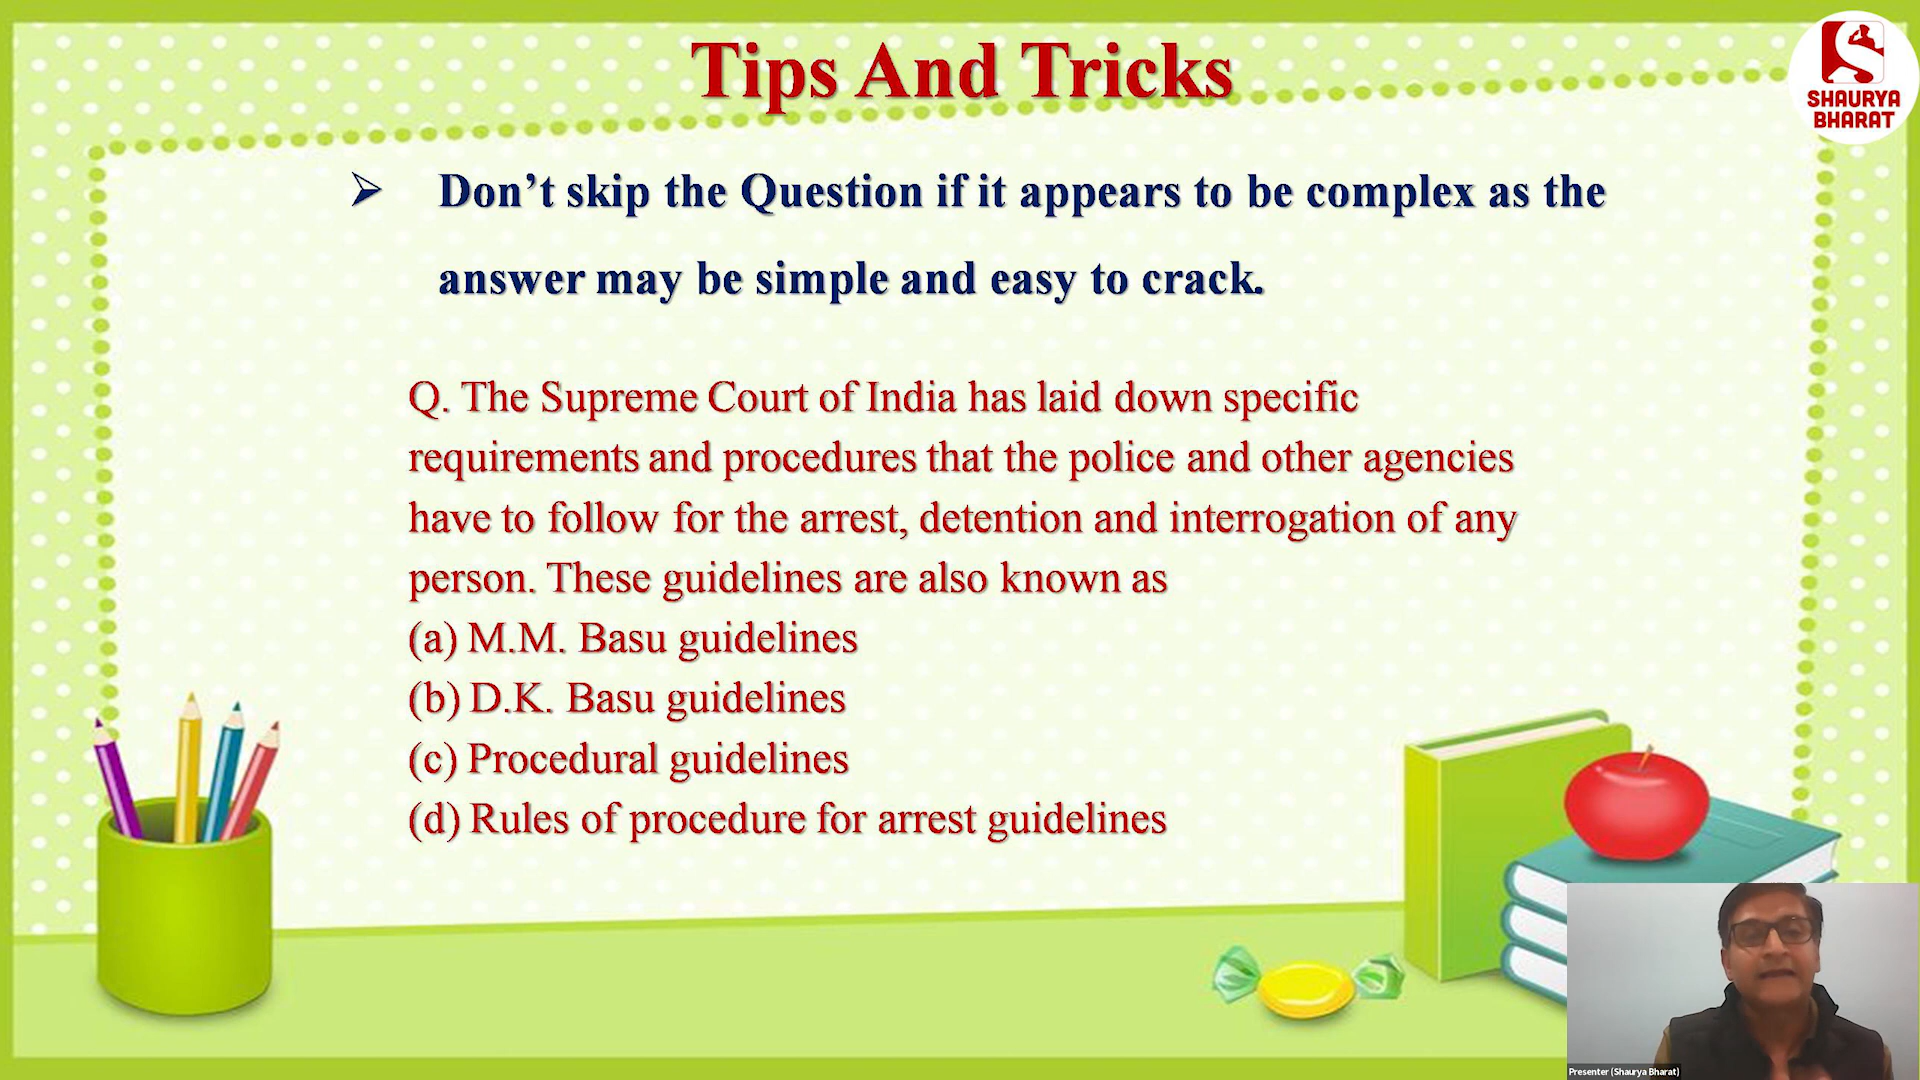 Tips And Tricks
SHAURYA
BHARAT
➢ Don’t skip the Question if it appears to be complex as the
answer may be simple and easy to crack.
Q. The Supreme Court of India has laid down specific
requirements and procedures that the police and other agencies
have to follow for the arrest, detention and interrogation of any
person. These guidelines are also known as
(a) M.M. Basu guidelines
(b) D.K. Basu guidelines
(c) Procedural guidelines
(d) Rules of procedure for arrest guidelines
Presenter (Shaurya Bharat)